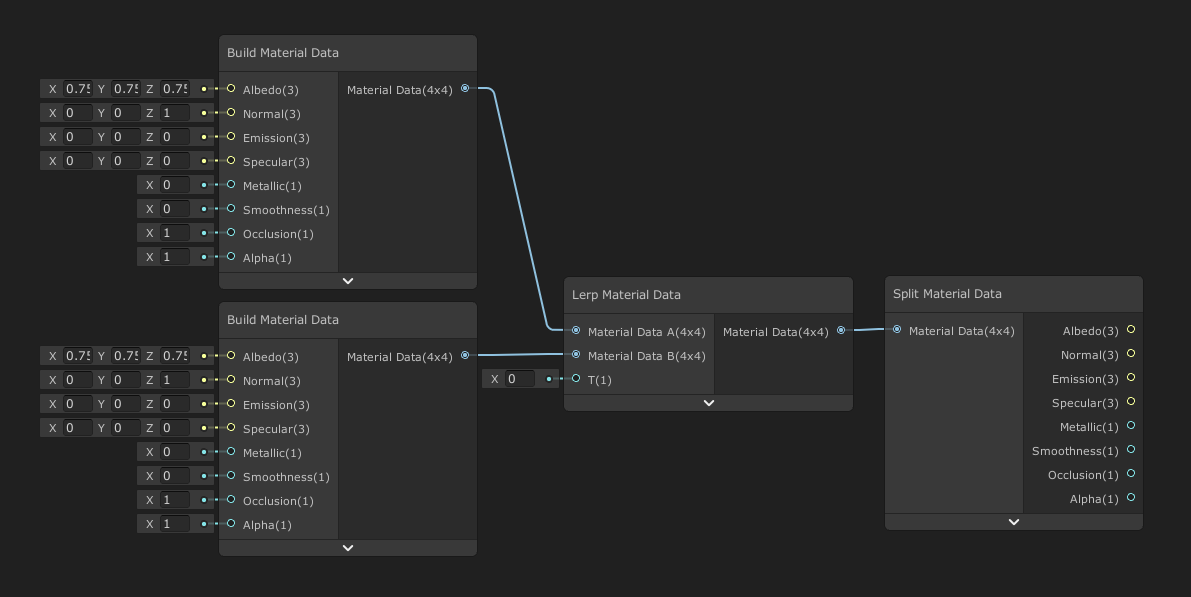 Build Material Data
X 0.75 Y 0.75 Z 0.75 Albedo(3) Material Data(4x4)
X 0 Y 0 Z 1 Normal(3)
X 0 Y 0 Z 0 Emission(3)
X 0 Y 0 Z 0 Specular(3)
X 0 Metallic(1)
X 0 Smoothness(1)
X 1 Occlusion(1)
X 1 Alpha(1)
Build Material Data
X 0.75 Y 0.75 Z 0.75 Albedo(3) Material Data(4x4)
X 0 Y 0 Z 1 Normal(3)
X 0 Y 0 Z 0 Emission(3)
X 0 Y 0 Z 0 Specular(3)
X 0 Metallic(1)
X 0 Smoothness(1)
X 1 Occlusion(1)
X 1 Alpha(1)
Lerp Material Data
Material Data A(4x4) Material Data(4x4)
Material Data B(4x4)
X 0 T(1)
Split Material Data
Material Data(4x4) Albedo(3)
Normal(3)
Emission(3)
Specular(3)
Metallic(1)
Smoothness(1)
Occlusion(1)
Alpha(1)